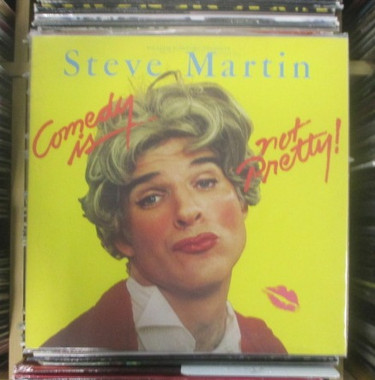 Steve Martin
Comedy
is
not
Pretty!